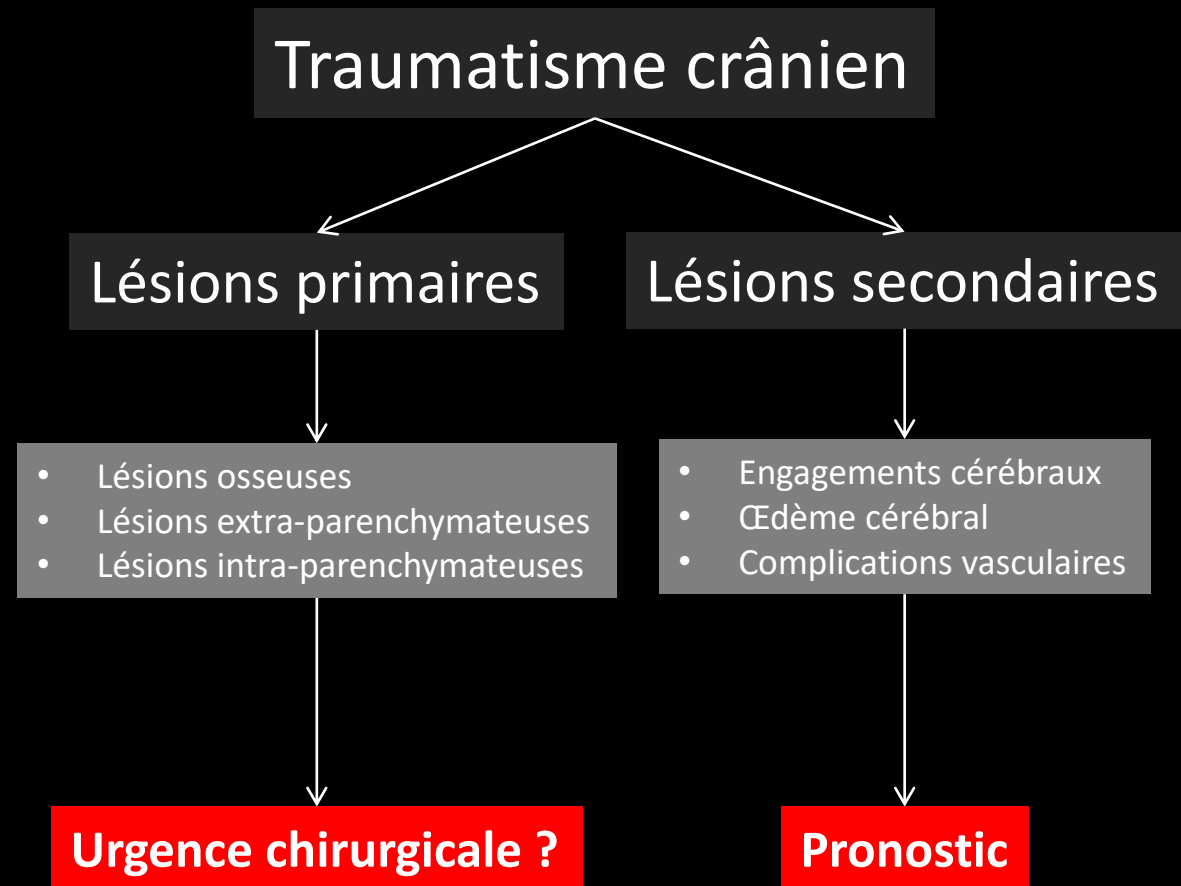 Traumatisme crânien
Lésions primaires
Lésions secondaires
• Lésions osseuses
• Lésions extra-parenchymateuses
• Lésions intra-parenchymateuses
• Engagements cérébraux
• Œdème cérébral
• Complications vasculaires
Urgence chirurgicale ?
Pronostic